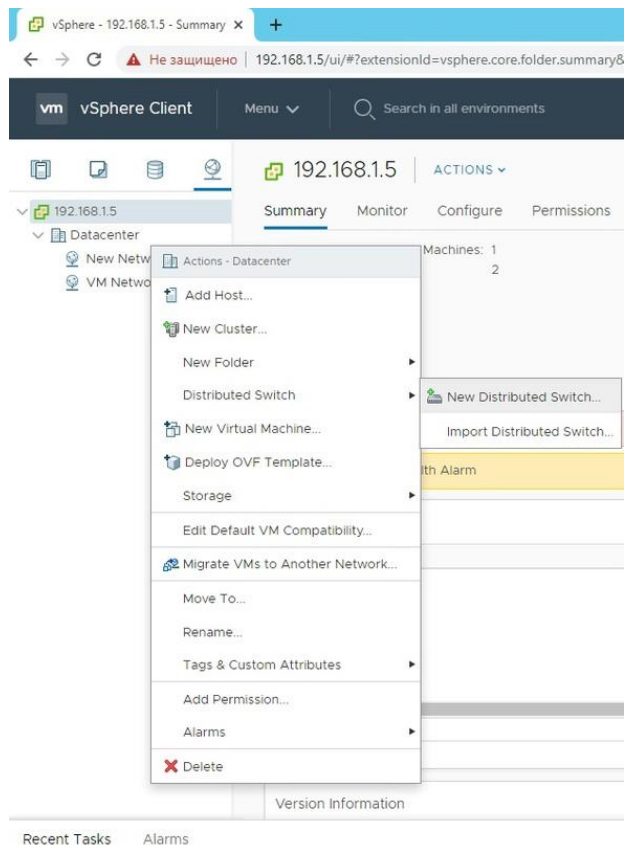 vSphere - 192.168.1.5 - Summary
Не защищено 192.168.1.5/ui/#?extensionId=vsphere.core.folder.summary&
vm vSphere Client Menu Search in all environments
192.168.1.5 ACTIONS
192.168.1.5
Summary Monitor Configure Permissions
Datacenter
New Netw
VM Netwo
Machines: 1
2
Actions - Datacenter
Add Host...
New Cluster...
New Folder
Distributed Switch
New Distributed Switch...
New Virtual Machine...
Import Distributed Switch...
Deploy OVF Template...
lth Alarm
Storage
Edit Default VM Compatibility...
Migrate VMs to Another Network...
Move To...
Rename...
Tags & Custom Attributes
Add Permission...
Alarms
Delete
Version Information
Recent Tasks Alarms